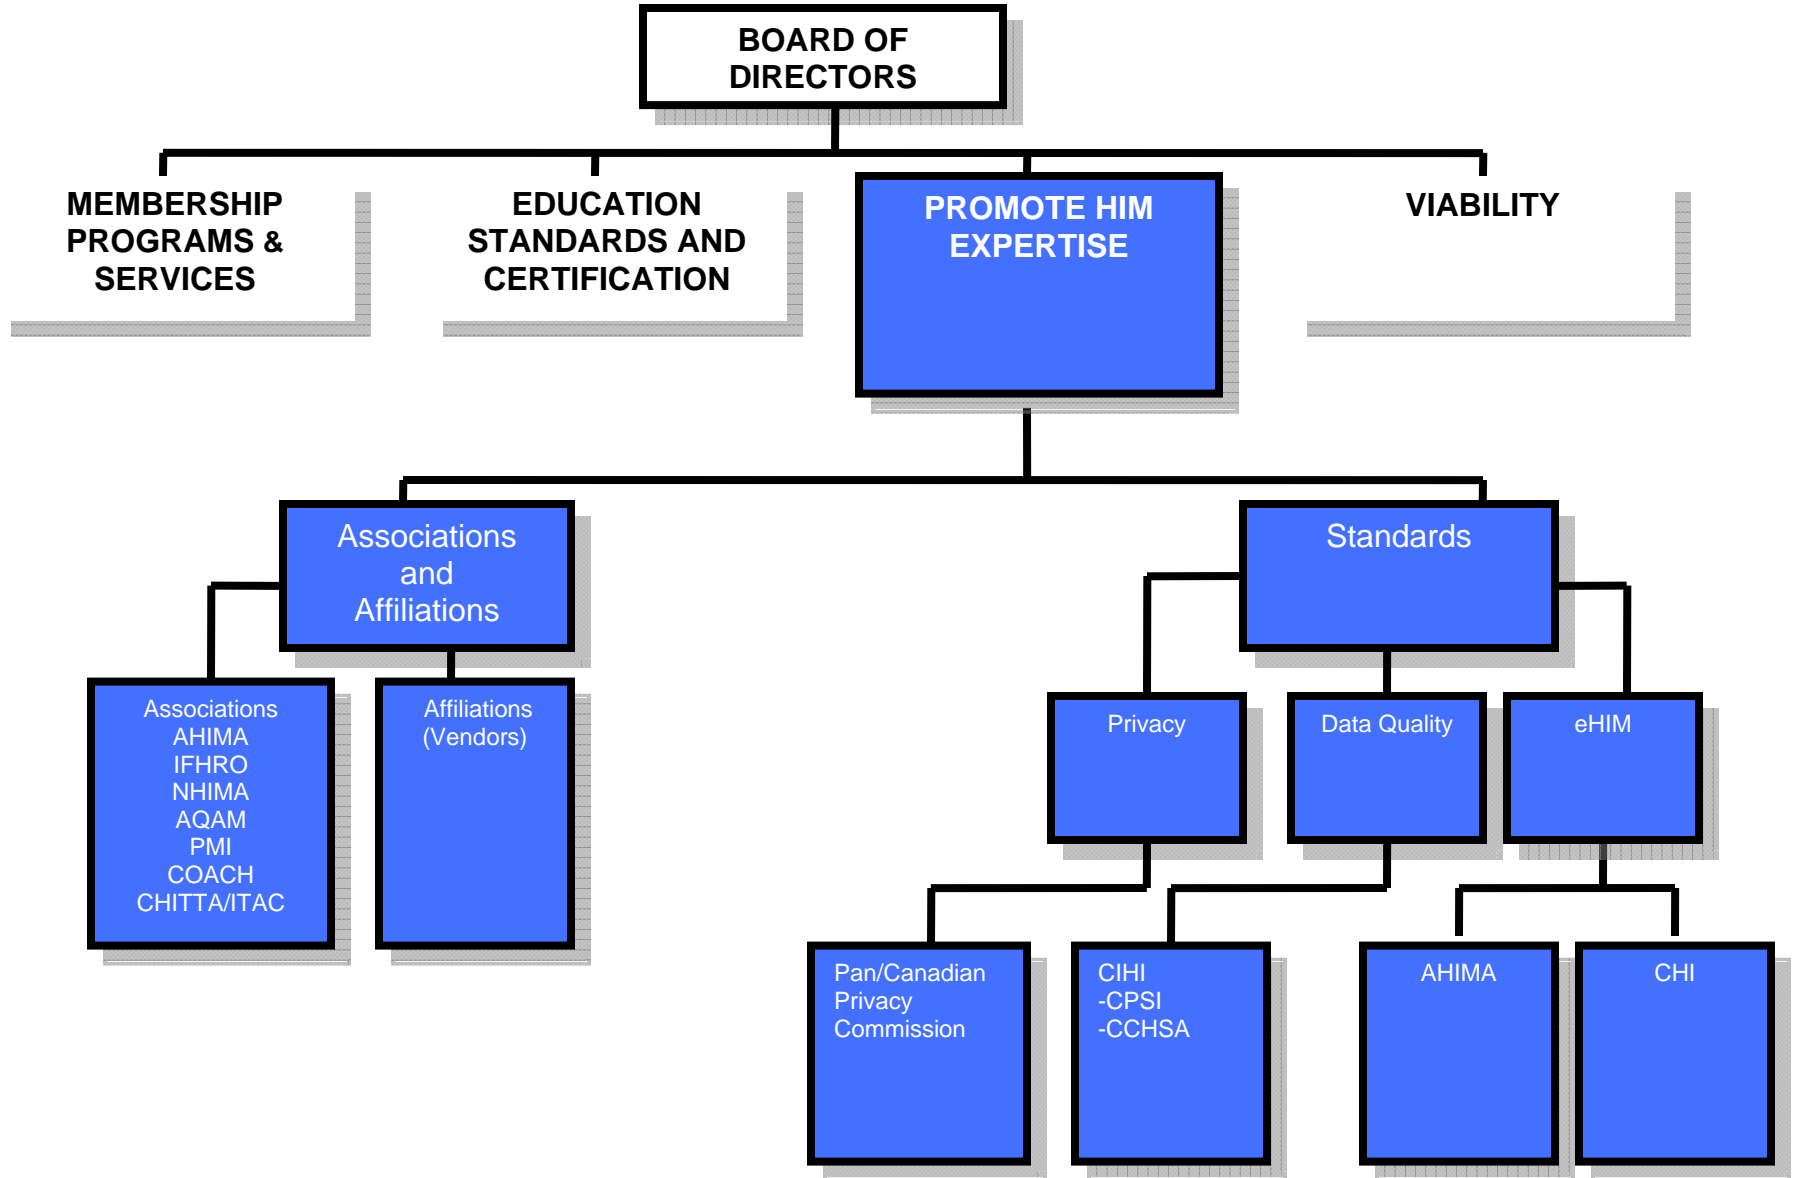 BOARD OF
DIRECTORS
MEMBERSHIP
PROGRAMS &
SERVICES
EDUCATION
STANDARDS AND
CERTIFICATION
PROMOTE HIM
EXPERTISE
VIABILITY
Associations
and
Affiliations
Standards
Associations
AHIMA
IFHRO
NHIMA
AQAM
PMI
COACH
CHITTA/ITAC
Affiliations
(Vendors)
Privacy
Data Quality
eHIM
Pan/Canadian
Privacy
Commission
CIHI
-CPSI
-CCHSA
AHIMA
CHI